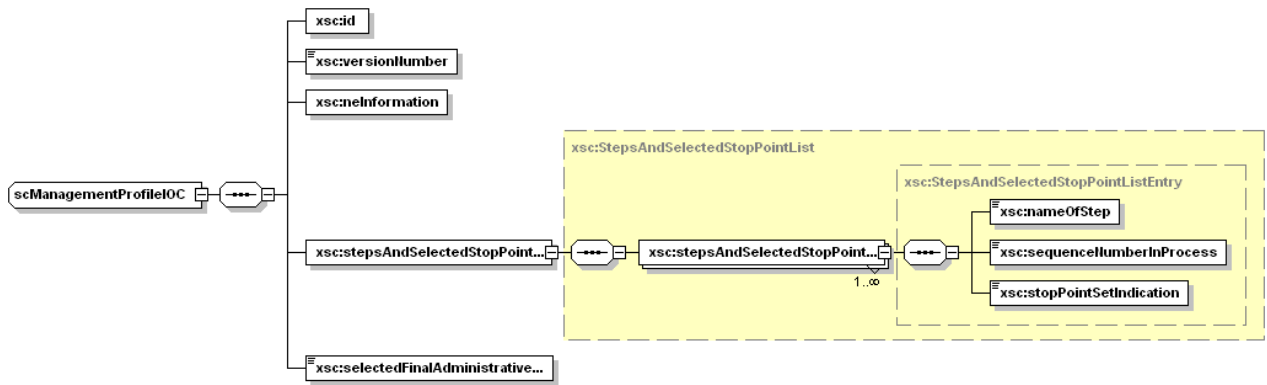 xsc:id
xsc:versionNumber
xsc:neInformation
xsc:StepsAndSelectedStopPointList
xsc:StepsAndSelectedStopPointListEntry
scManagementProfileIOC
xsc:nameOfStep
xsc:stepsAndSelectedStopPoint...
xsc:stepsAndSelectedStopPoint...
xsc:sequenceNumberInProcess
1..∞
xsc:stopPointSetIndication
xsc:selectedFinalAdministrative...